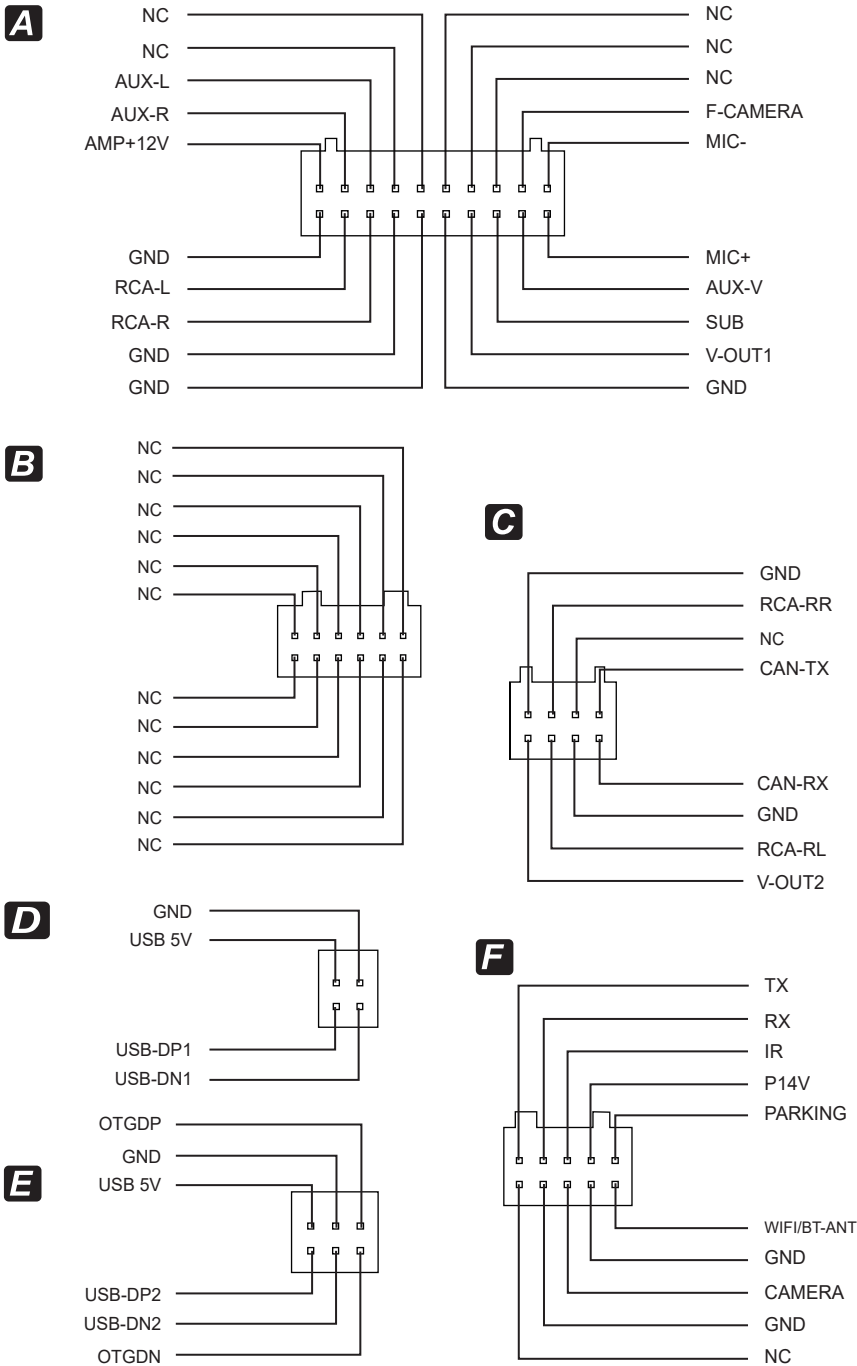 A
NC
NC
AUX-L
AUX-R
AMP+12V
GND
RCA-L
RCA-R
GND
GND
NC
NC
NC
F-CAMERA
MIC-
MIC+
AUX-V
SUB
V-OUT1
GND
B
NC
NC
NC
NC
NC
NC
NC
NC
NC
NC
NC
NC
C
GND
RCA-RR
NC
CAN-TX
CAN-RX
GND
RCA-RL
V-OUT2
D
GND
USB 5V
USB-DP1
USB-DN1
E
OTGDP
GND
USB 5V
USB-DP2
USB-DN2
OTGDN
F
TX
RX
IR
P14V
PARKING
WIFI/BT-ANT
GND
CAMERA
GND
NC